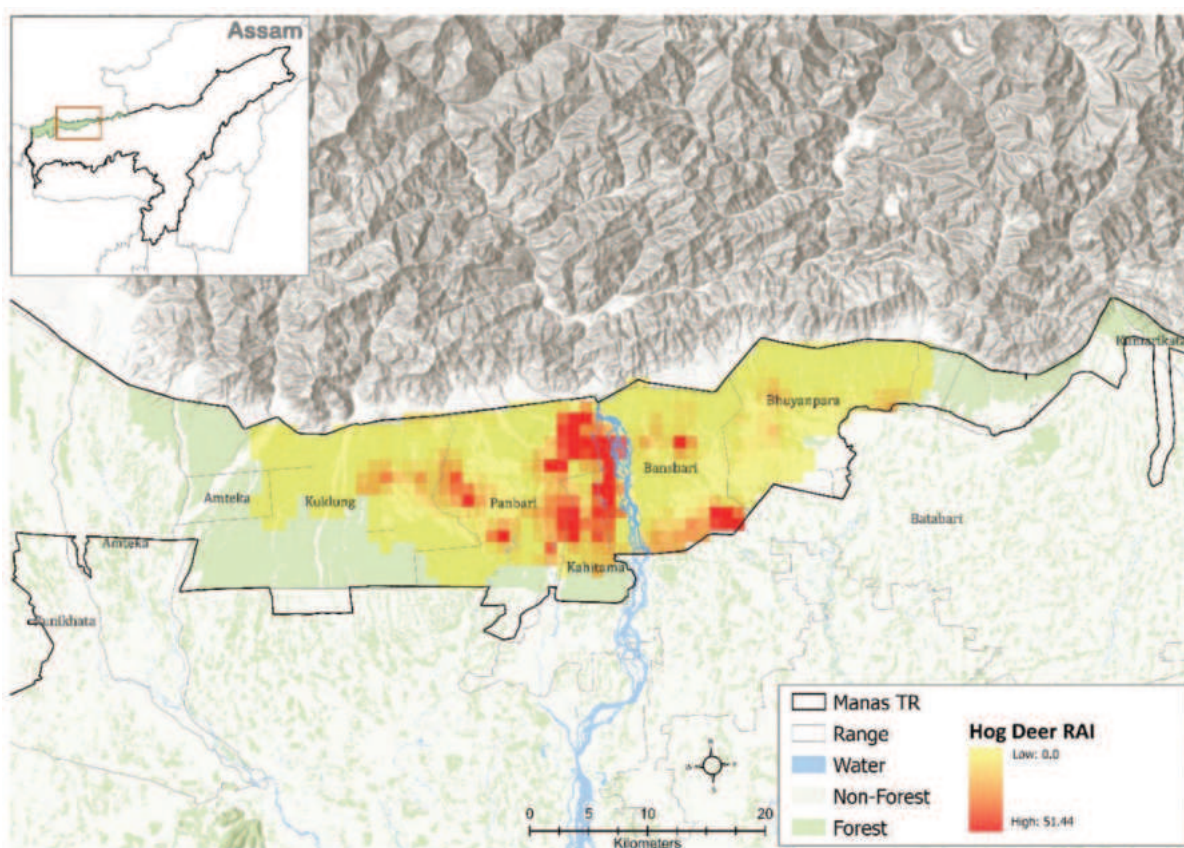 Assam
Kahitama
Bhuyanpara
Bansbari
Amteka
Kuklung
Panbari
Batabari
Amteka
Manas TR
Range
Water
Non-Forest
Forest
Hog Deer RAI
Low: 0.0
High: 51.44
0 5 10 20
Kilometers